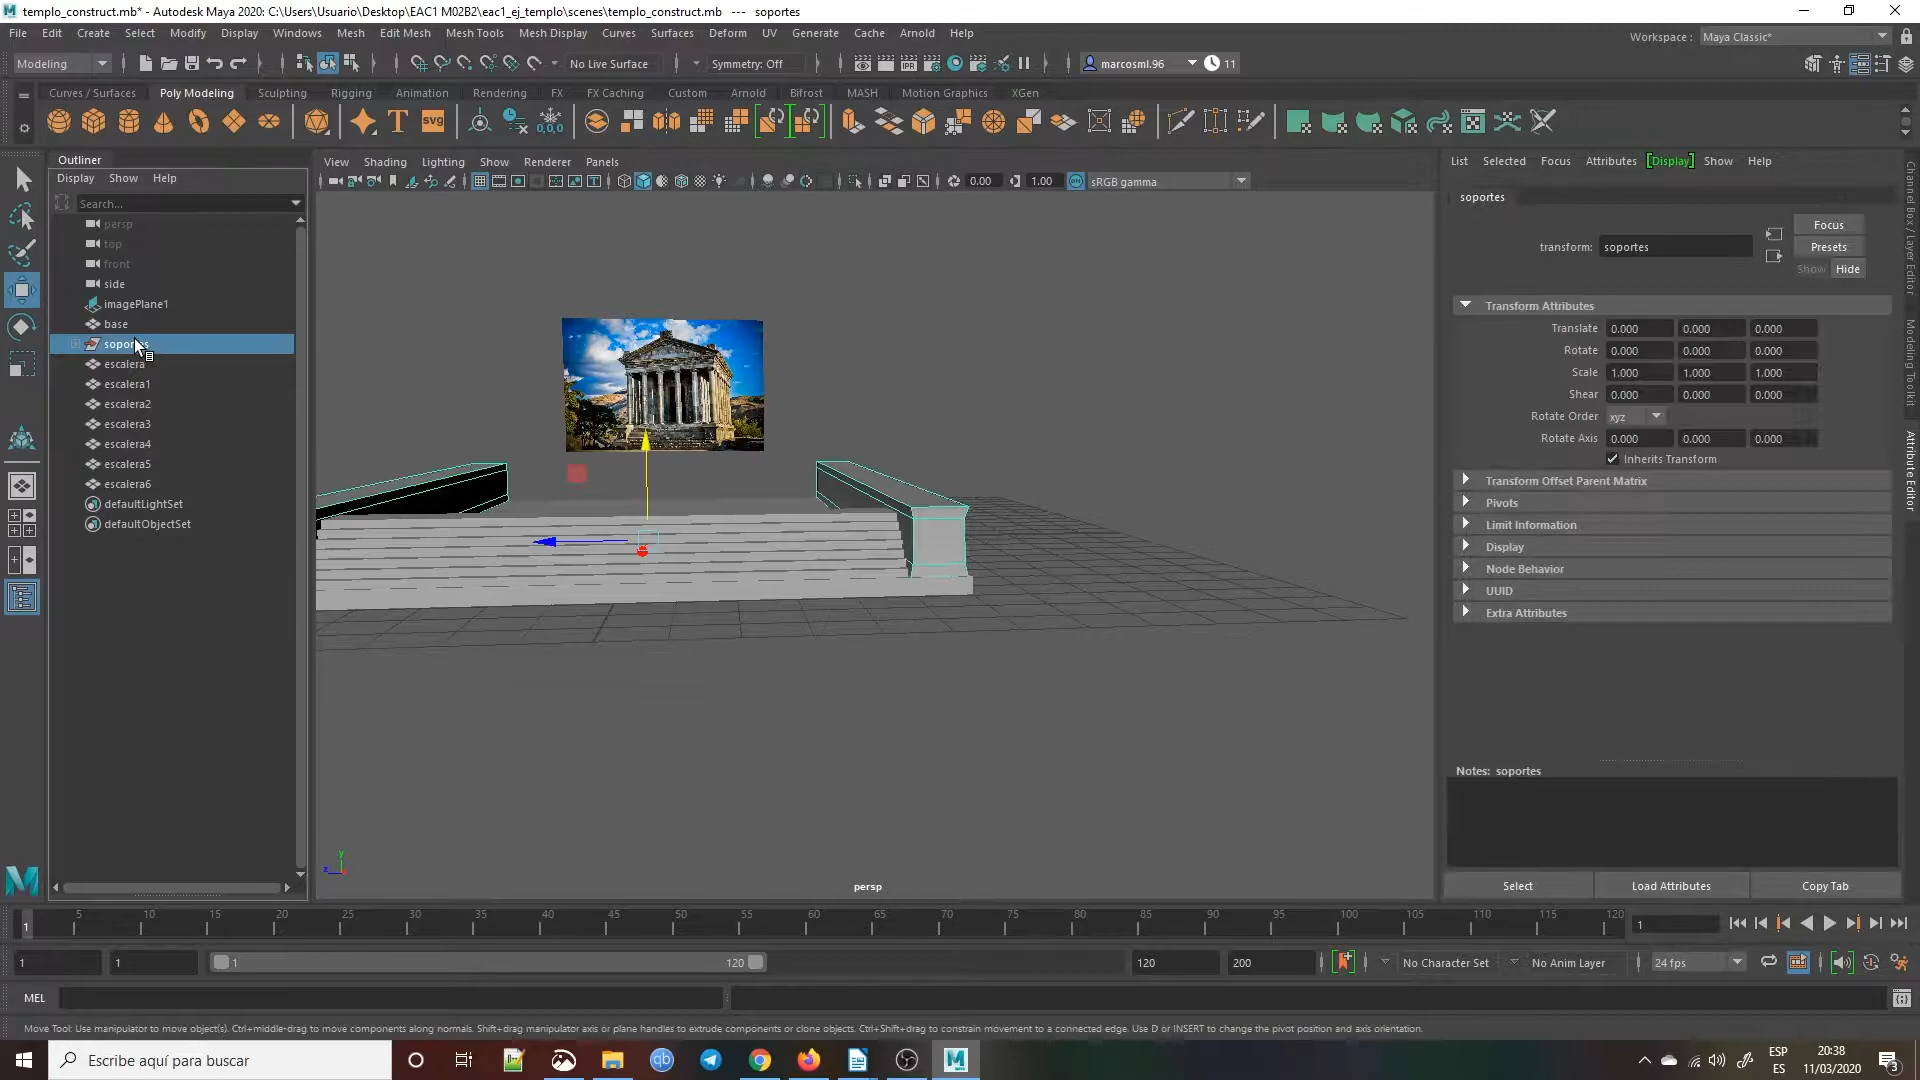 templo_construct.mb* - Autodesk Maya 2020: C:\Users\Usuario\Desktop\EAC1 M02B2\eac1_ej_templo\scenes\templo_construct.mb --- soportes
File Edit Create Select Modify Display Windows Mesh Edit Mesh Mesh Tools Mesh Display Curves Surfaces Deform UV Generate Cache Arnold Help
Workspace : Maya Classic*
Modeling No Live Surface Symmetry: Off marcosml.96 11
Curves / Surfaces Poly Modeling Sculpting Rigging Animation Rendering FX FX Caching Custom Arnold Bifrost MASH Motion Graphics XGen
T svg 0,0,0
Outliner
Display Show Help
Search...
persp
top
front
side
imagePlane1
base
soportes
escalera
escalera1
escalera2
escalera3
escalera4
escalera5
escalera6
defaultLightSet
defaultObjectSet
View Shading Lighting Show Renderer Panels
0.00 1.00 sRGB gamma
y
z
persp
List Selected Focus Attributes [Display] Show Help
soportes
Focus
transform: soportes
Presets
Show Hide
Transform Attributes
Translate 0.000 0.000 0.000
Rotate 0.000 0.000 0.000
Scale 1.000 1.000 1.000
Shear 0.000 0.000 0.000
Rotate Order xyz
Rotate Axis 0.000 0.000 0.000
Inherits Transform
Transform Offset Parent Matrix
Pivots
Limit Information
Display
Node Behavior
UUID
Extra Attributes
Notes: soportes
Select Load Attributes Copy Tab
Channel Box / Layer Editor
Modeling Toolkit
Attribute Editor
1 5 10 15 20 25 30 35 40 45 50 55 60 65 70 75 80 85 90 95 100 105 110 115 120 1
1 1 1 120 120 200 No Character Set No Anim Layer 24 fps
MEL
Move Tool: Use manipulator to move object(s). Ctrl+middle-drag to move components along normals. Shift+drag manipulator axis or plane handles to extrude components or clone objects. Ctrl+Shift+drag to constrain movement to a connected edge. Use D or INSERT to change the pivot position and axis orientation.
Escribe aquí para buscar
ESP
ES
20:38
11/03/2020
3